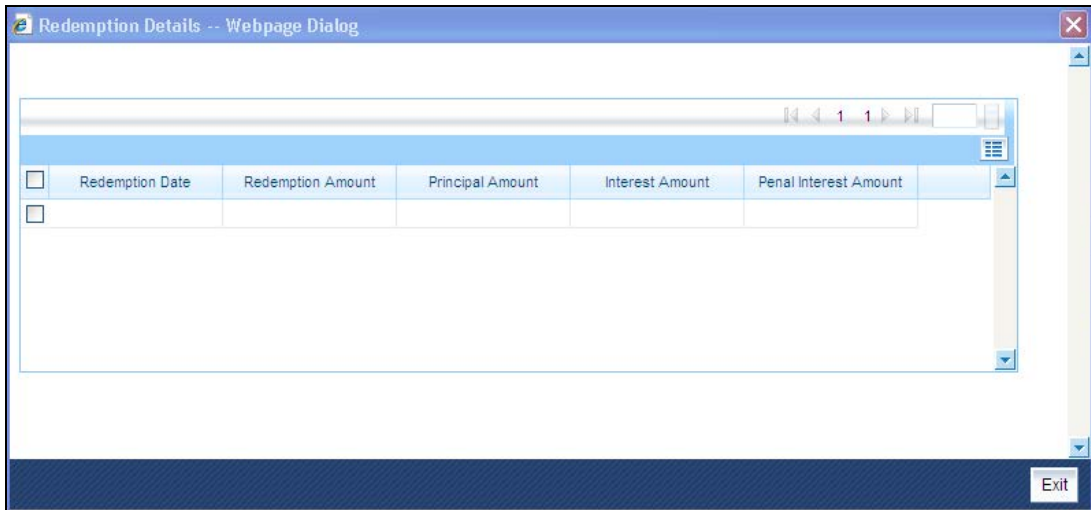 Redemption Details -- Webpage Dialog
1 1
Redemption Date Redemption Amount Principal Amount Interest Amount Penal Interest Amount
Exit